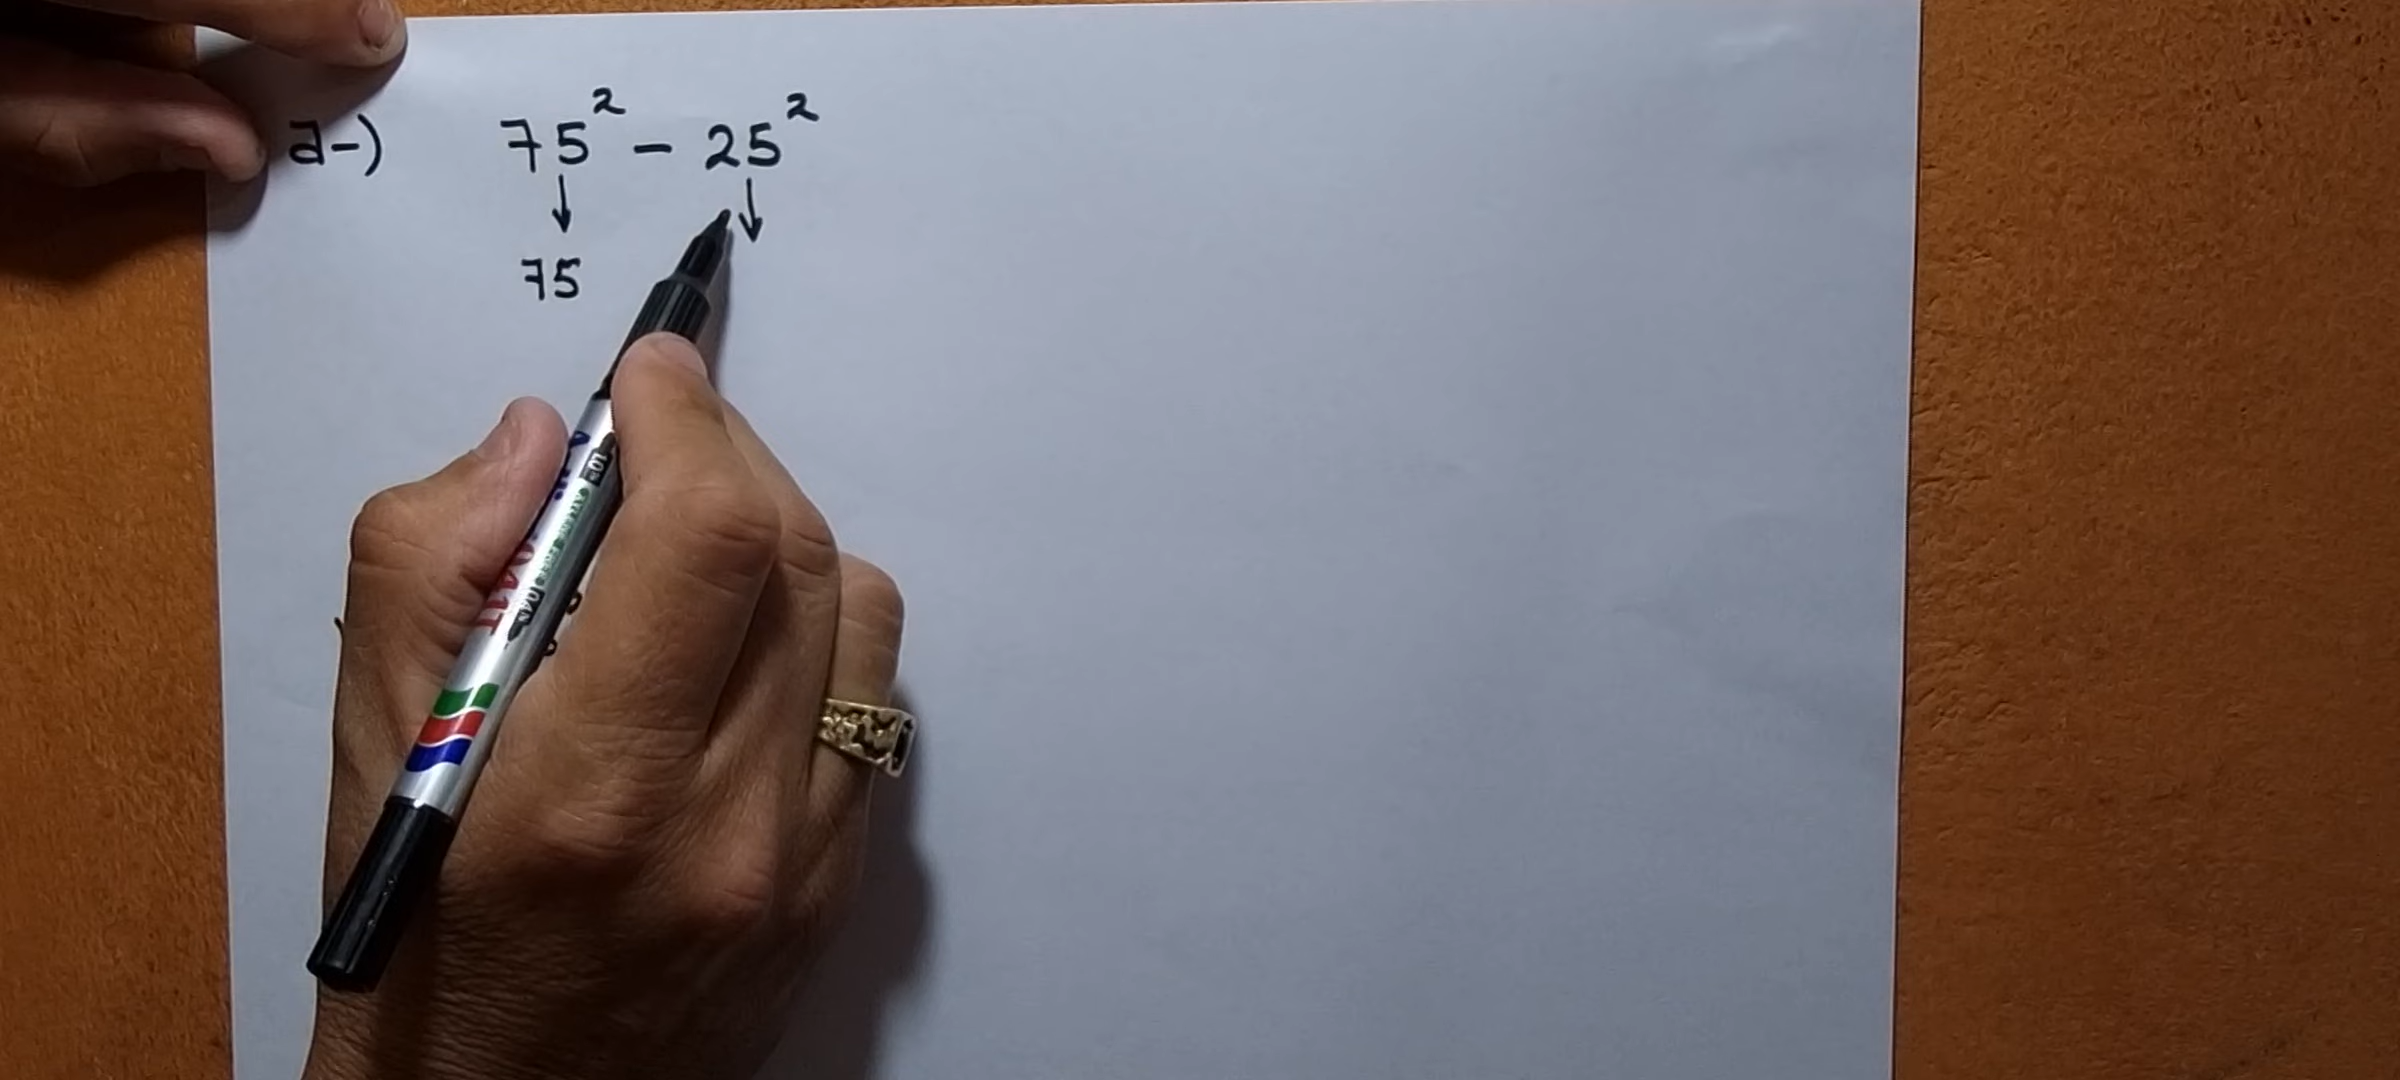 a-) 75² - 25²
↓ ↓
75